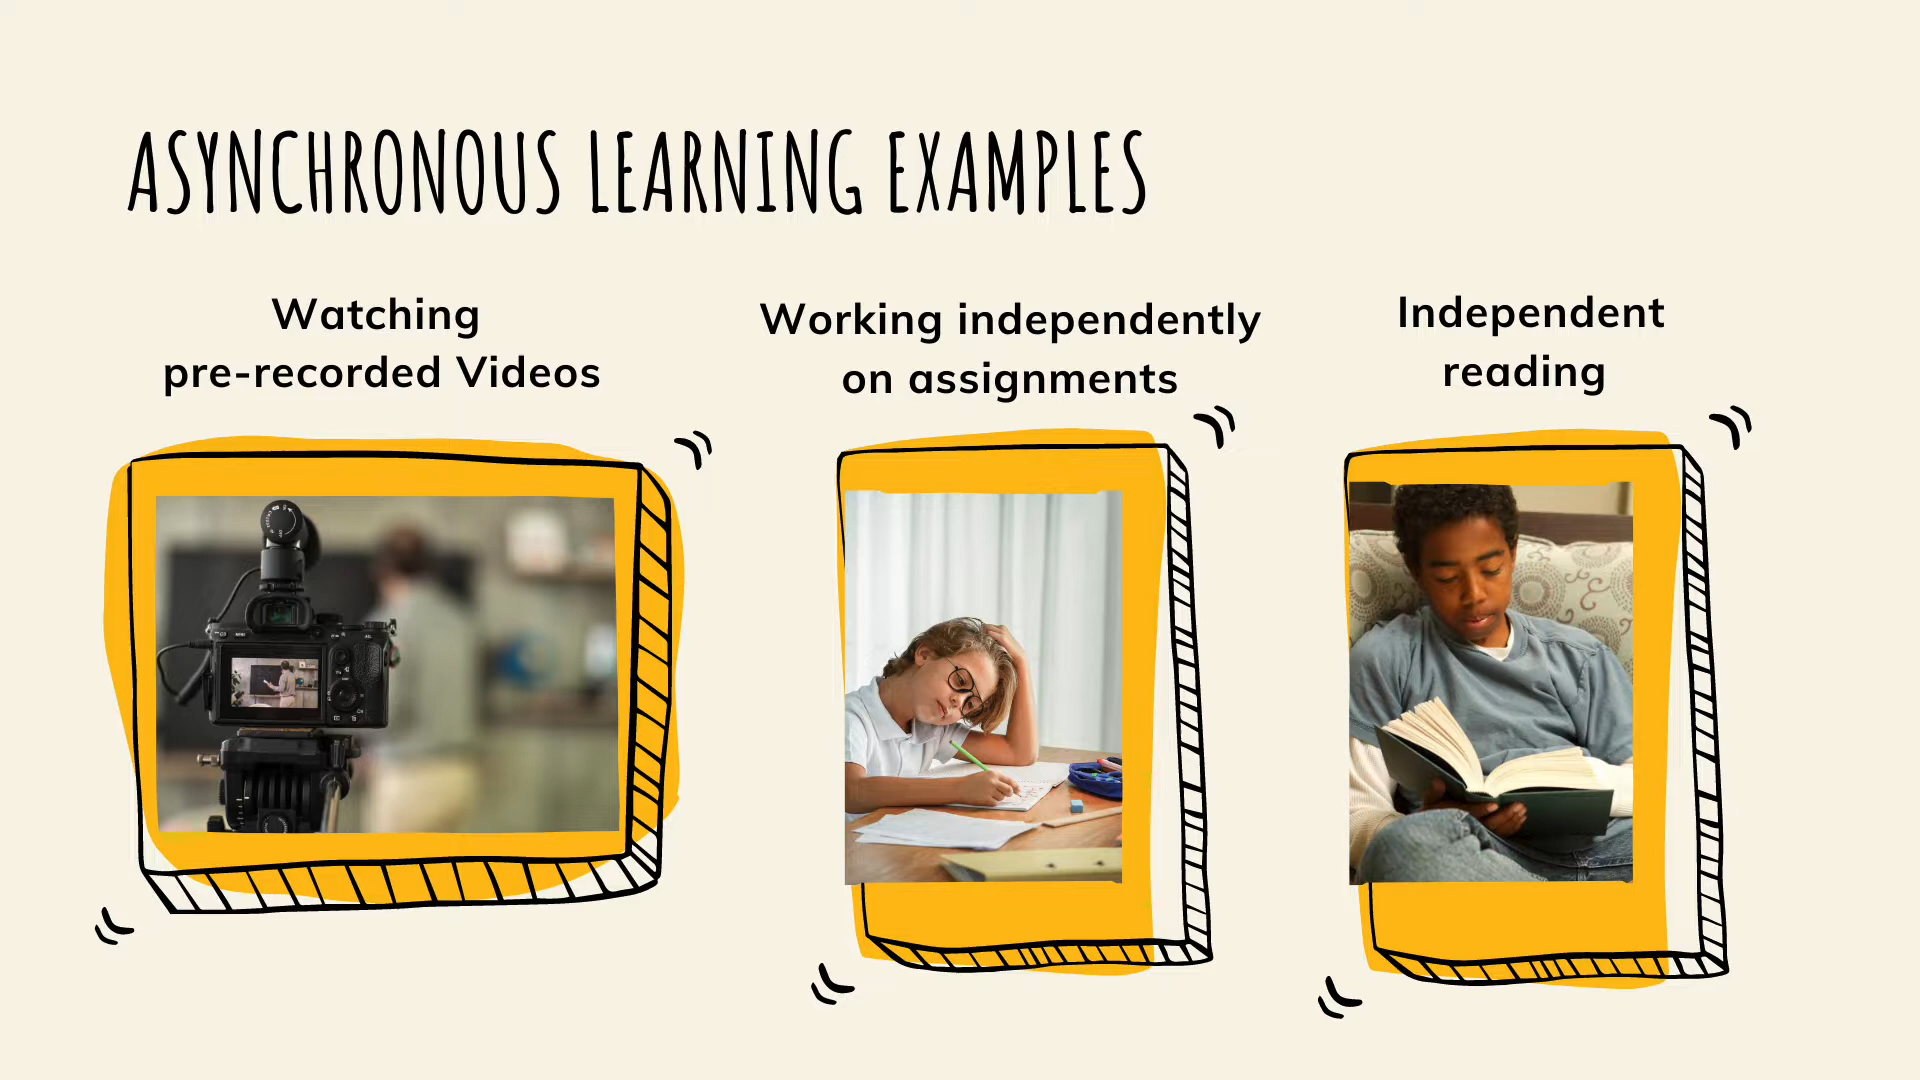 ASYNCHRONOUS LEARNING EXAMPLES
Watching
pre-recorded Videos
Working independently
on assignments
Independent
reading